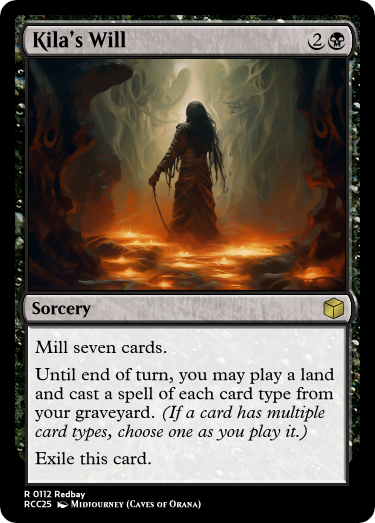 Kila's Will 2
Sorcery
Mill seven cards.
Until end of turn, you may play a land
and cast a spell of each card type from
your graveyard. (If a card has multiple
card types, choose one as you play it.)
Exile this card.
R 0112 Redbay
RCC25 Midjourney (Caves of Orana)